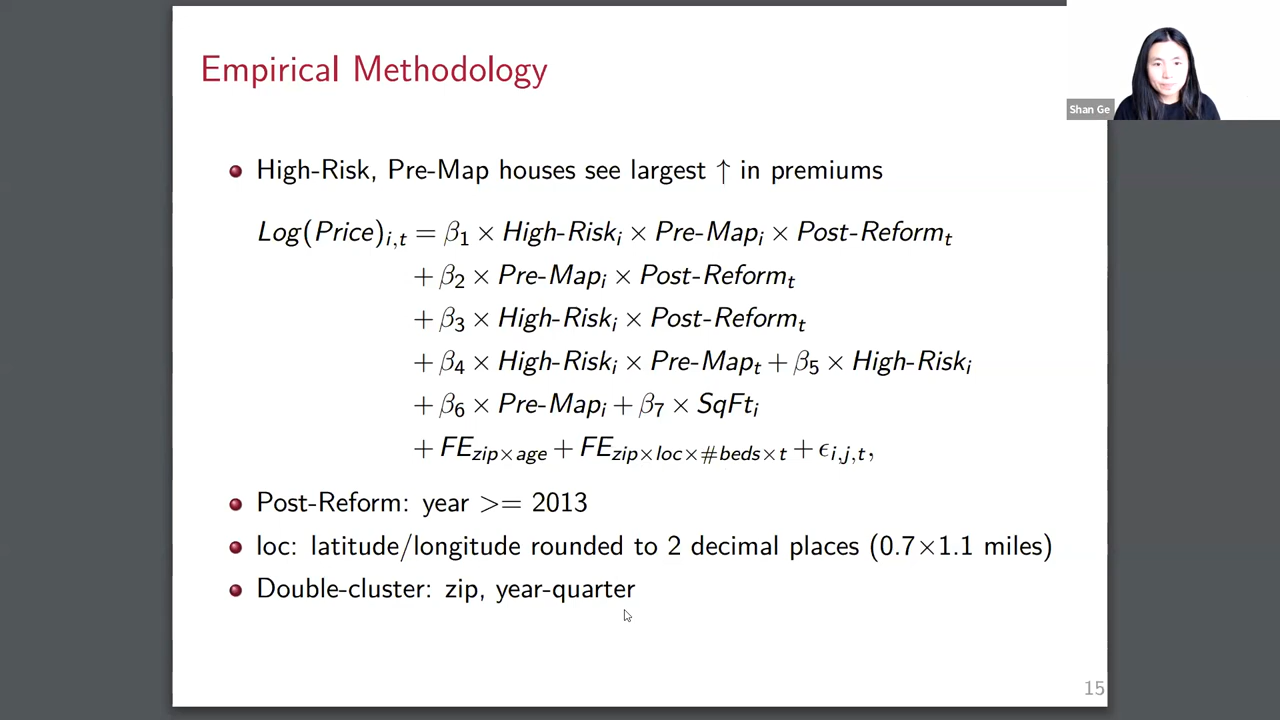 Empirical Methodology
Shan Ge
High-Risk, Pre-Map houses see largest ↑ in premiums
Log(Price)i,t = β1 × High-Riski × Pre-Mapi × Post-Reformt
+ β2 × Pre-Mapi × Post-Reformt
+ β3 × High-Riski × Post-Reformt
+ β4 × High-Riski × Pre-Mapt + β5 × High-Riski
+ β6 × Pre-Mapi + β7 × SqFti
+ FEzip×age + FEzip×loc×#beds×t + ϵi,j,t,
Post-Reform: year >= 2013
loc: latitude/longitude rounded to 2 decimal places (0.7×1.1 miles)
Double-cluster: zip, year-quarter
15